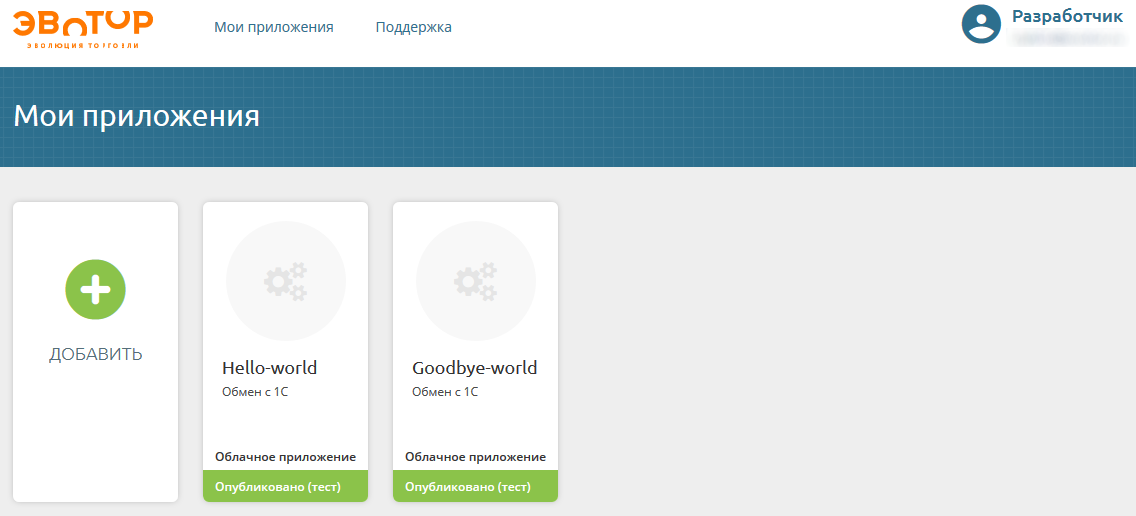 ЭВОТОР
ЭВОЛЮЦИЯ ТОРГОВЛИ
Мои приложения
Поддержка
Разработчик
Мои приложения
ДОБАВИТЬ
Hello-world
Обмен с 1С
Облачное приложение
Опубликовано (тест)
Goodbye-world
Обмен с 1С
Облачное приложение
Опубликовано (тест)